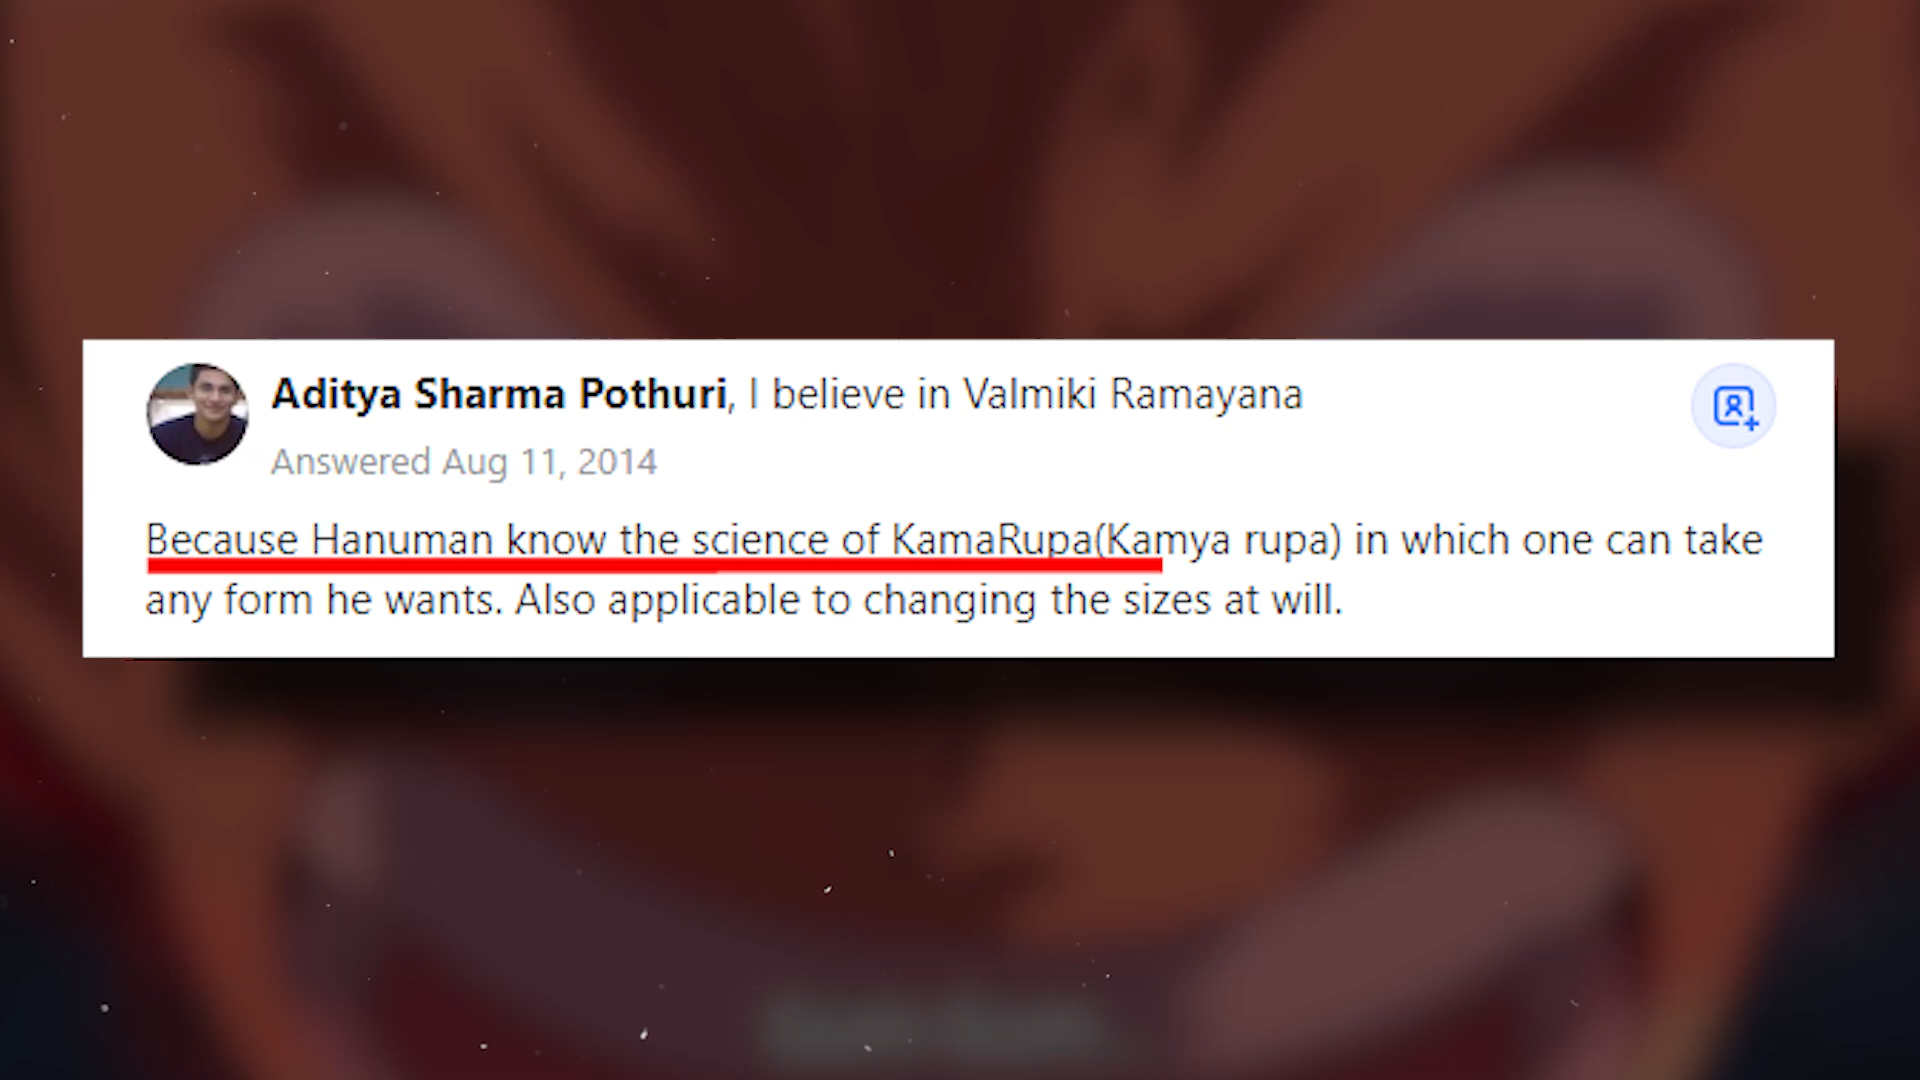 Aditya Sharma Pothuri, I believe in Valmiki Ramayana
Answered Aug 11, 2014
Because Hanuman know the science of KamaRupa(Kamya rupa) in which one can take
any form he wants. Also applicable to changing the sizes at will.